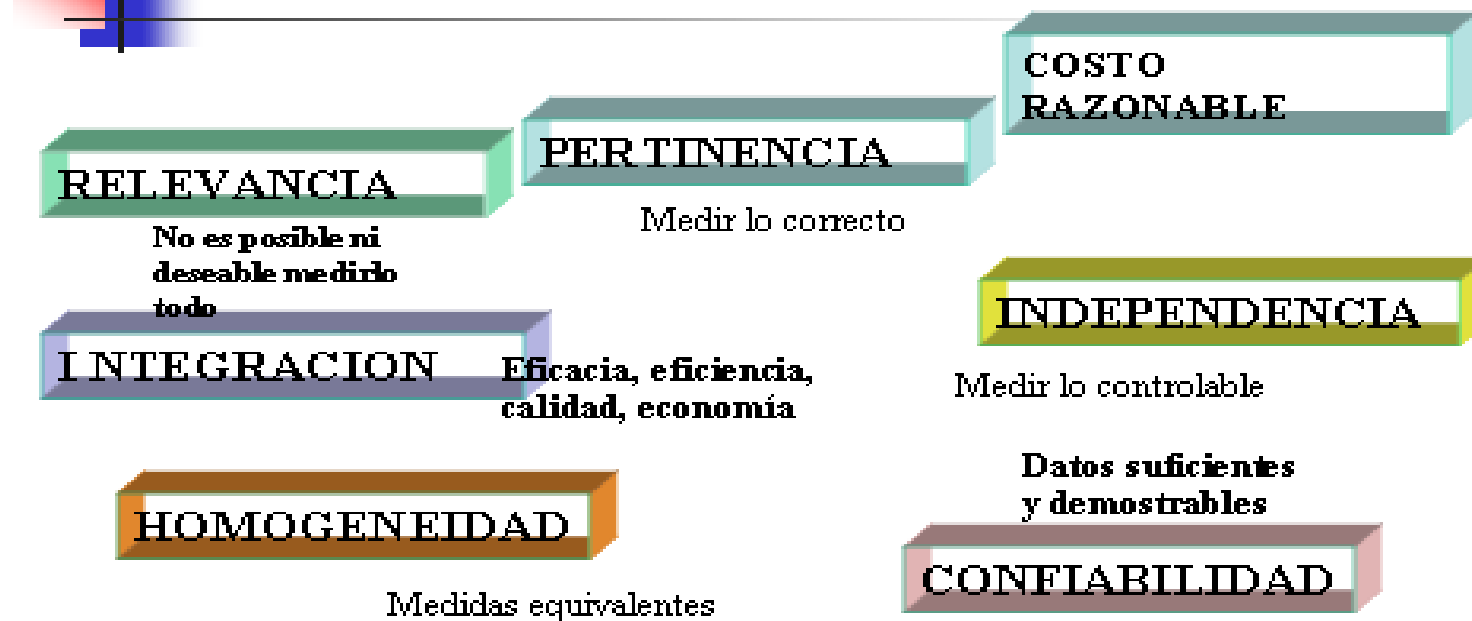 COSTO
RAZONABLE
PERTINENCIA
Medir lo correcto
RELEVANCIA
No es posible ni
deseable medirlo
todo
INDEPENDENCIA
Medir lo controlable
INTEGRACION
Eficacia, eficiencia,
calidad, economía
Datos suficientes
y demostrables
CONFIABILIDAD
HOMOGENEIDAD
Medidas equivalentes